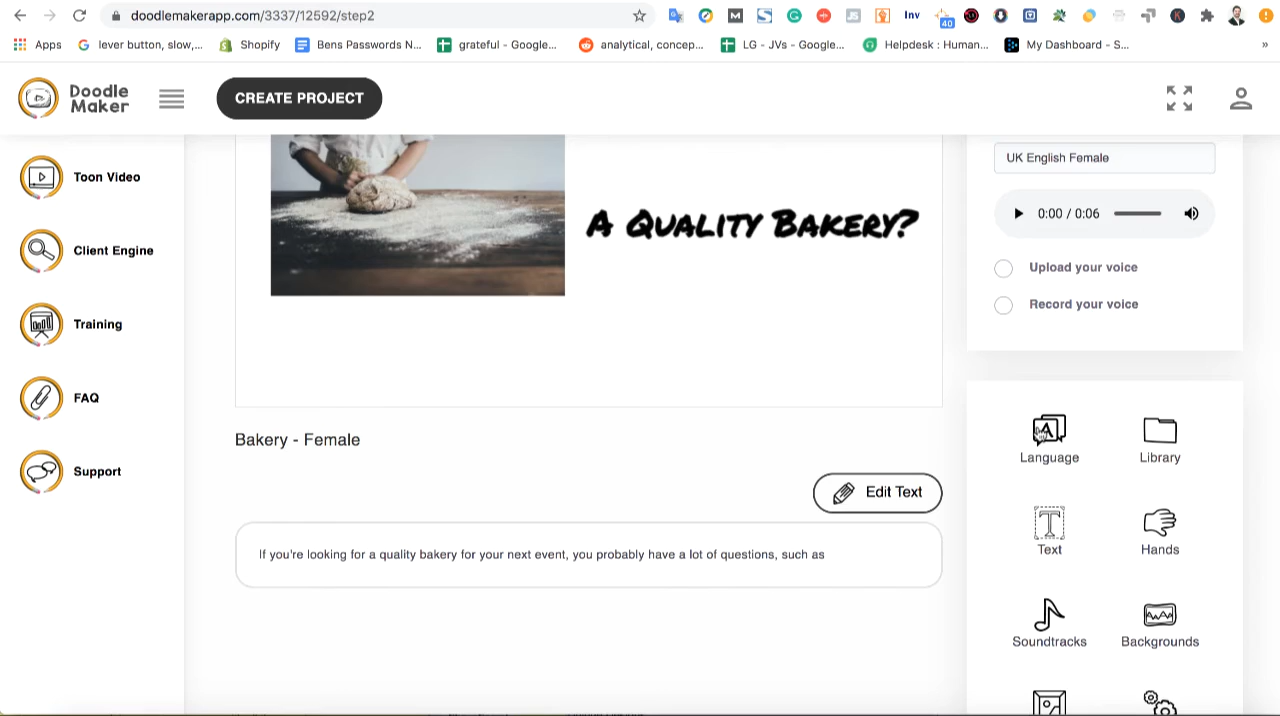 doodlemakerapp.com/3337/12592/step2
Inv
40
Apps
lever button, slow,...
Shopify
Bens Passwords N...
grateful - Google...
analytical, concep...
LG - JVs - Google...
Helpdesk : Human...
My Dashboard - S...
»
Doodle Maker
CREATE PROJECT
Toon Video
Client Engine
Training
FAQ
Support
A Quality Bakery?
Bakery - Female
Edit Text
If you're looking for a quality bakery for your next event, you probably have a lot of questions, such as
UK English Female
0:00 / 0:06
Upload your voice
Record your voice
Language
Library
Text
Hands
Soundtracks
Backgrounds